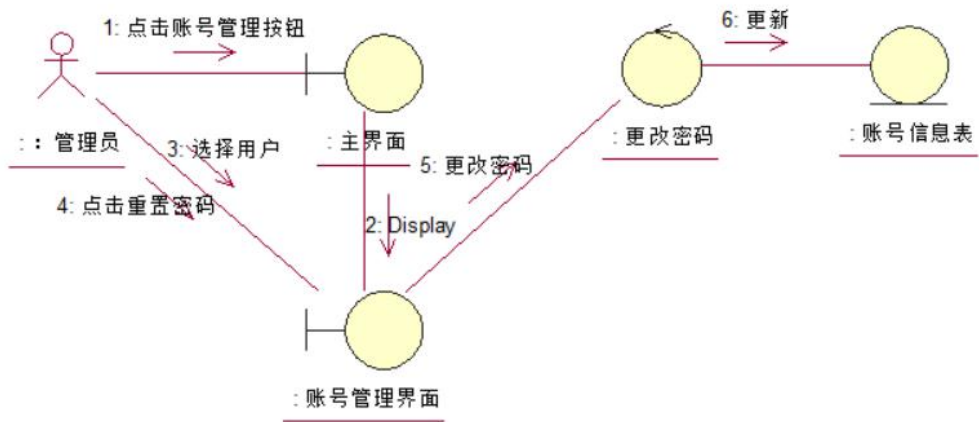 1: 点击账号管理按钮
6: 更新
: : 管理员
3: 选择用户
: 主界面
5: 更改密码
: 更改密码
: 账号信息表
4: 点击重置密码
2: Display
: 账号管理界面